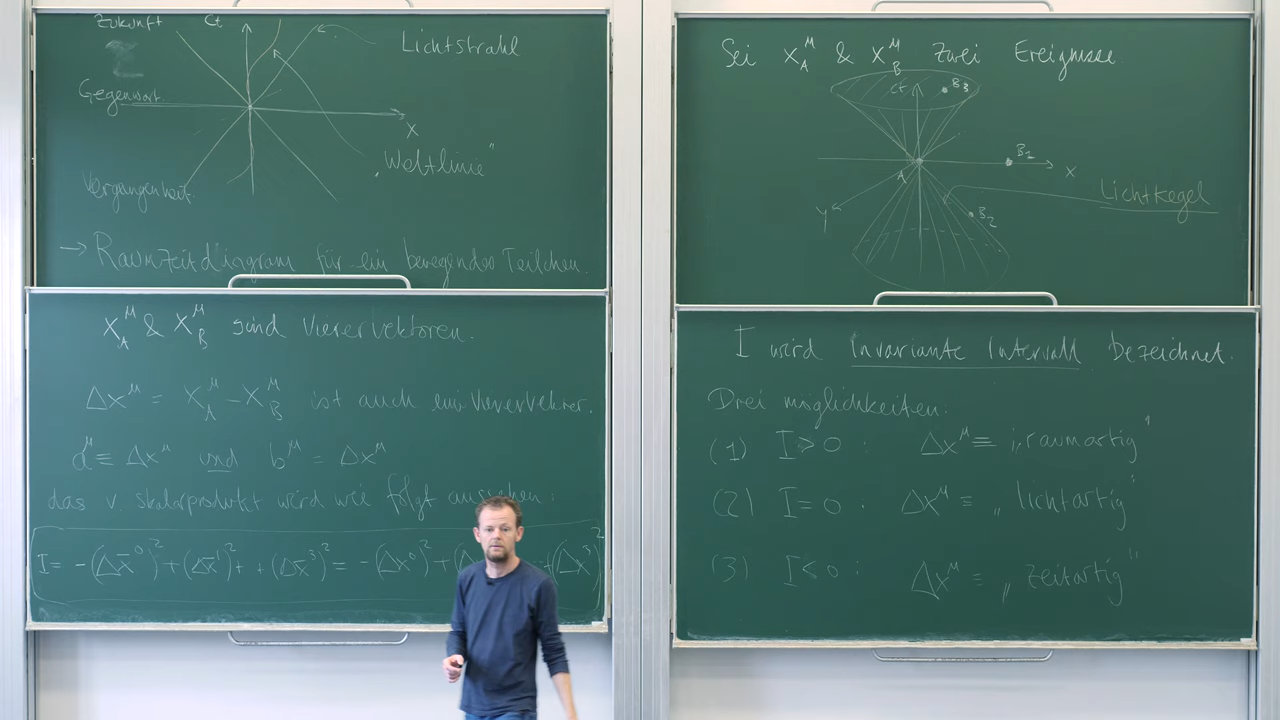 Zukunft
Ct
Lichtstrahl
Gegenwart
X
"Weltlinie"
Vergangenheit
→ Raumzeitdiagram für ein bewegendes Teilchen.
X_A^μ & X_B^μ sind Vierervektoren.
Δx^μ = X_A^μ − X_B^μ ist auch ein Vierervektor.
a^μ ≡ Δx^μ und b^μ = Δx^μ
das v. skalarprodukt wird wie folgt aussehen:
I = −(Δx̄^0)^2 + (Δx̄^1)^2 + + (Δx̄^3)^2 = −(Δx^0)^2 + (Δx^3)^2
Sei X_A^μ & X_B^μ zwei Ereignisse.
Ct
B_3
B_1
X
A
Lichtkegel
Y
B_2
I wird Invariante Intervall bezeichnet.
Drei möglichkeiten:
(1) I > 0 : Δx^μ ≡ "raumartig"
(2) I = 0 : Δx^μ = "lichtartig"
(3) I < 0 : Δx^μ = "zeitartig"